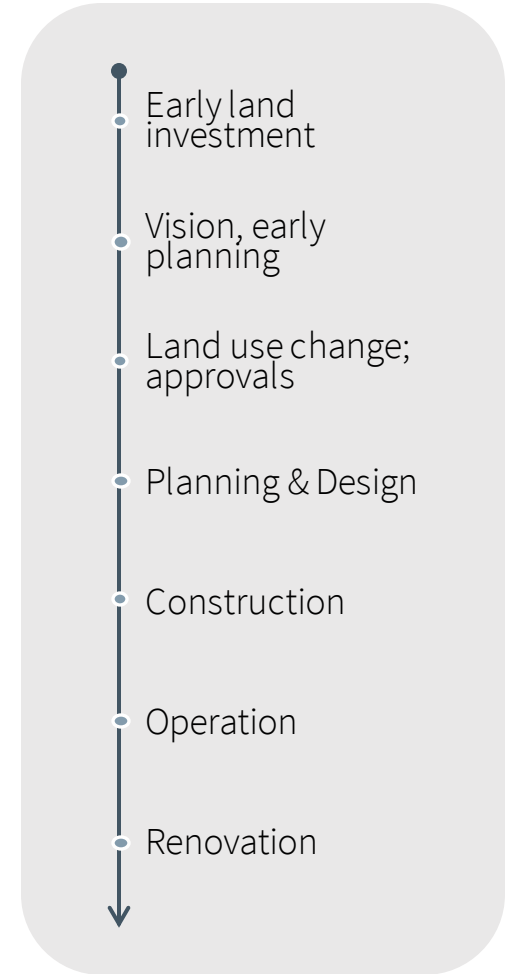 Early land
investment
Vision, early
planning
Land use change;
approvals
Planning & Design
Construction
Operation
Renovation